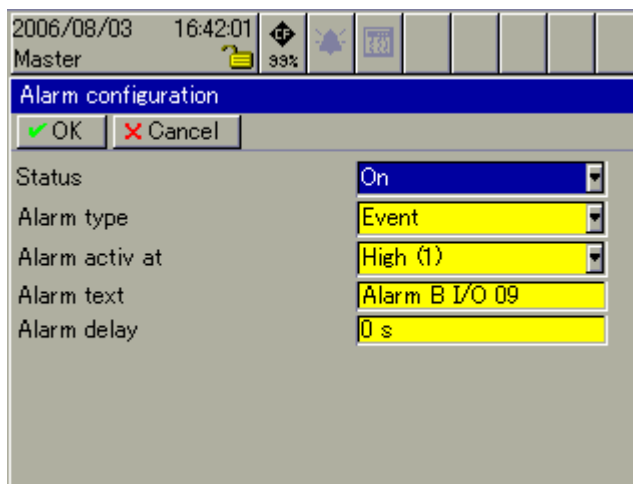 2006/08/03 16:42:01
Master
CF
99%
Alarm configuration
OK Cancel
Status On
Alarm type Event
Alarm activ at High (1)
Alarm text Alarm B I/O 09
Alarm delay 0 s